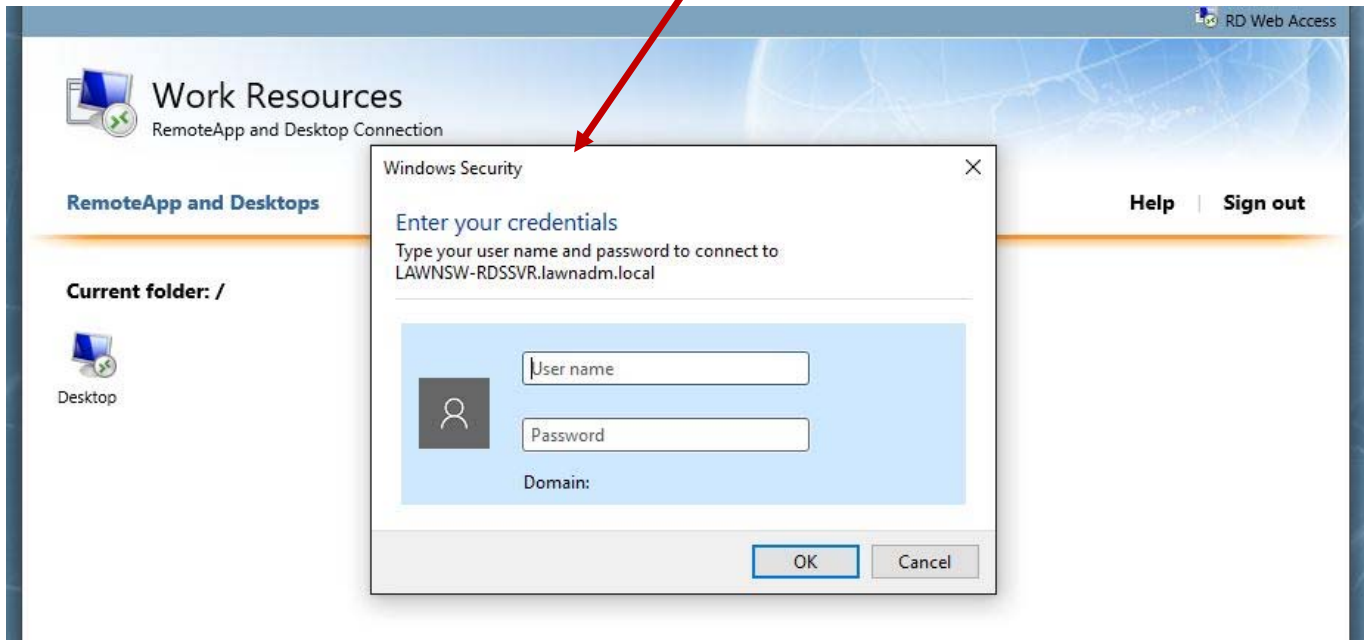 RD Web Access
Work Resources
RemoteApp and Desktop Connection
RemoteApp and Desktops
Help | Sign out
Windows Security
Enter your credentials
Type your user name and password to connect to
LAWNSW-RDSSVR.lawnadm.local
Current folder: /
Desktop
User name
Password
Domain:
OK Cancel